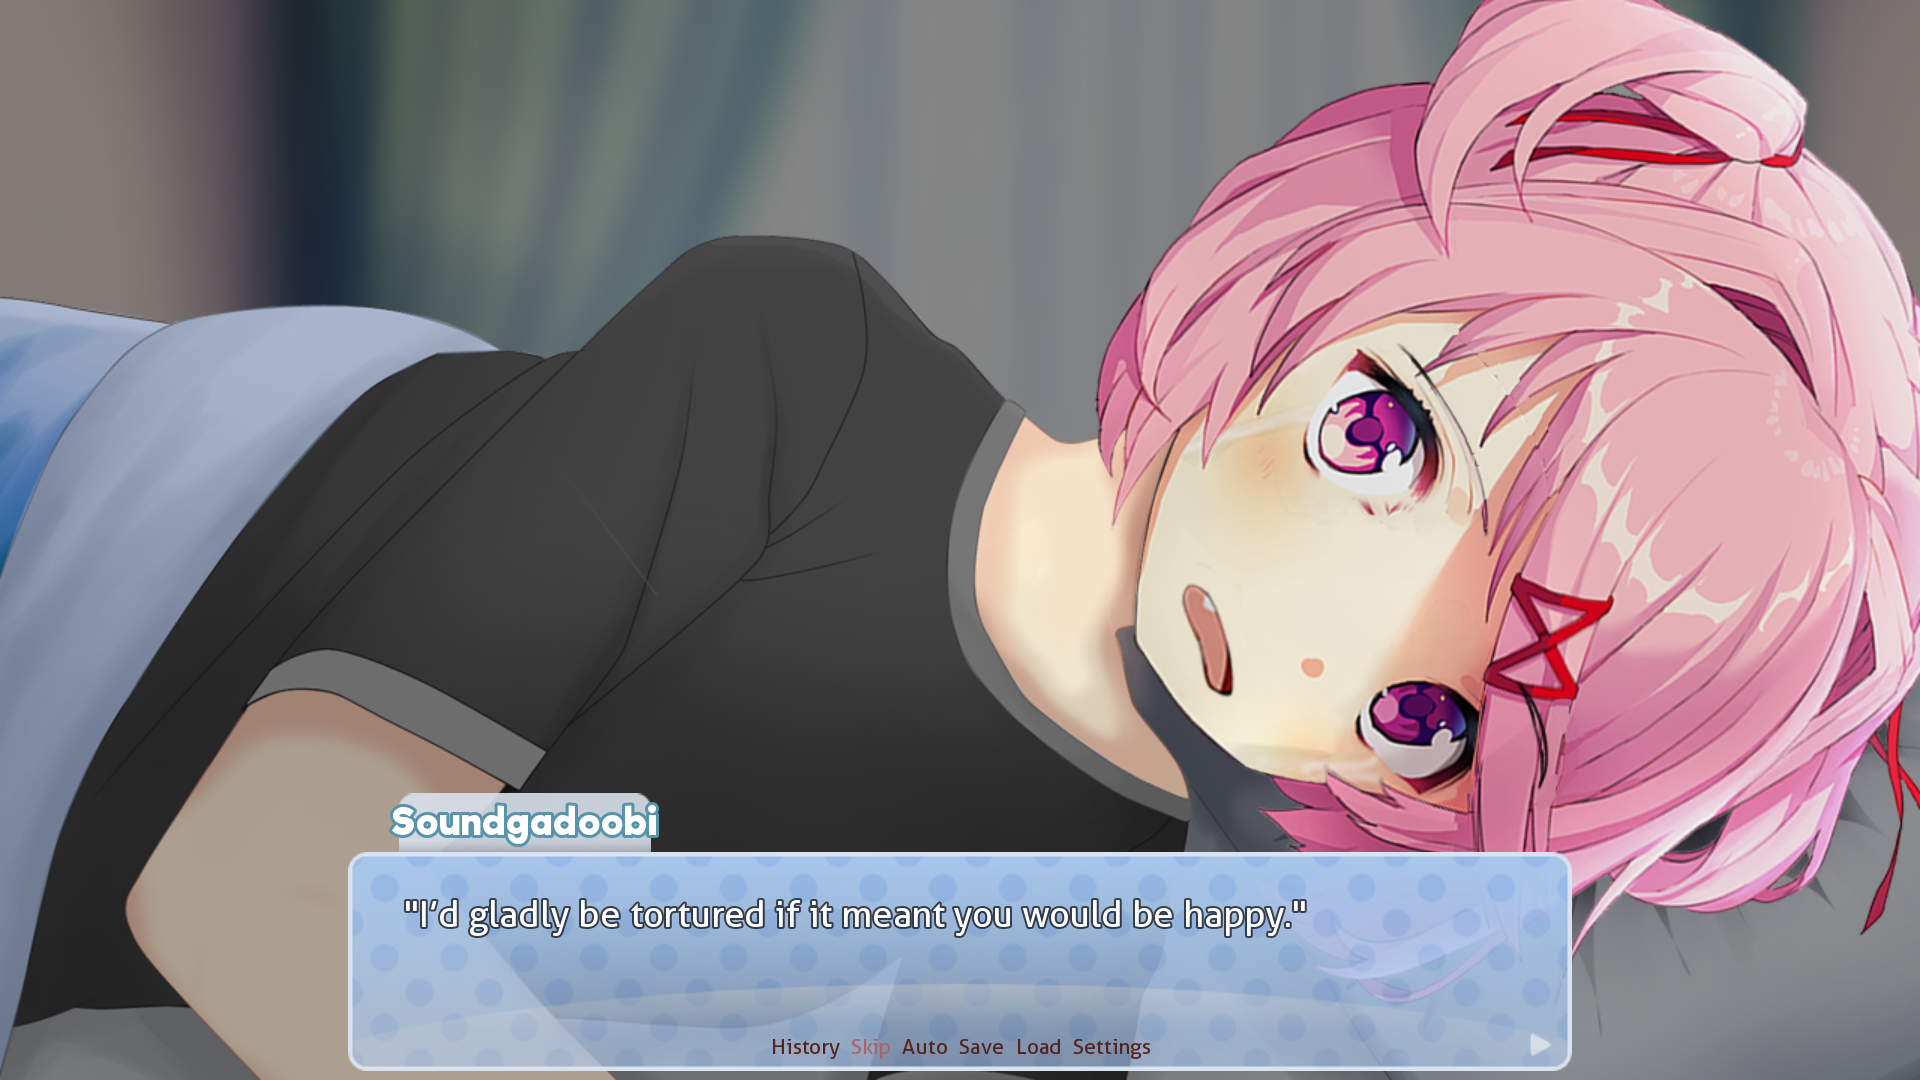 Soundgadoobi
"I'd gladly be tortured if it meant you would be happy."
History Skip Auto Save Load Settings